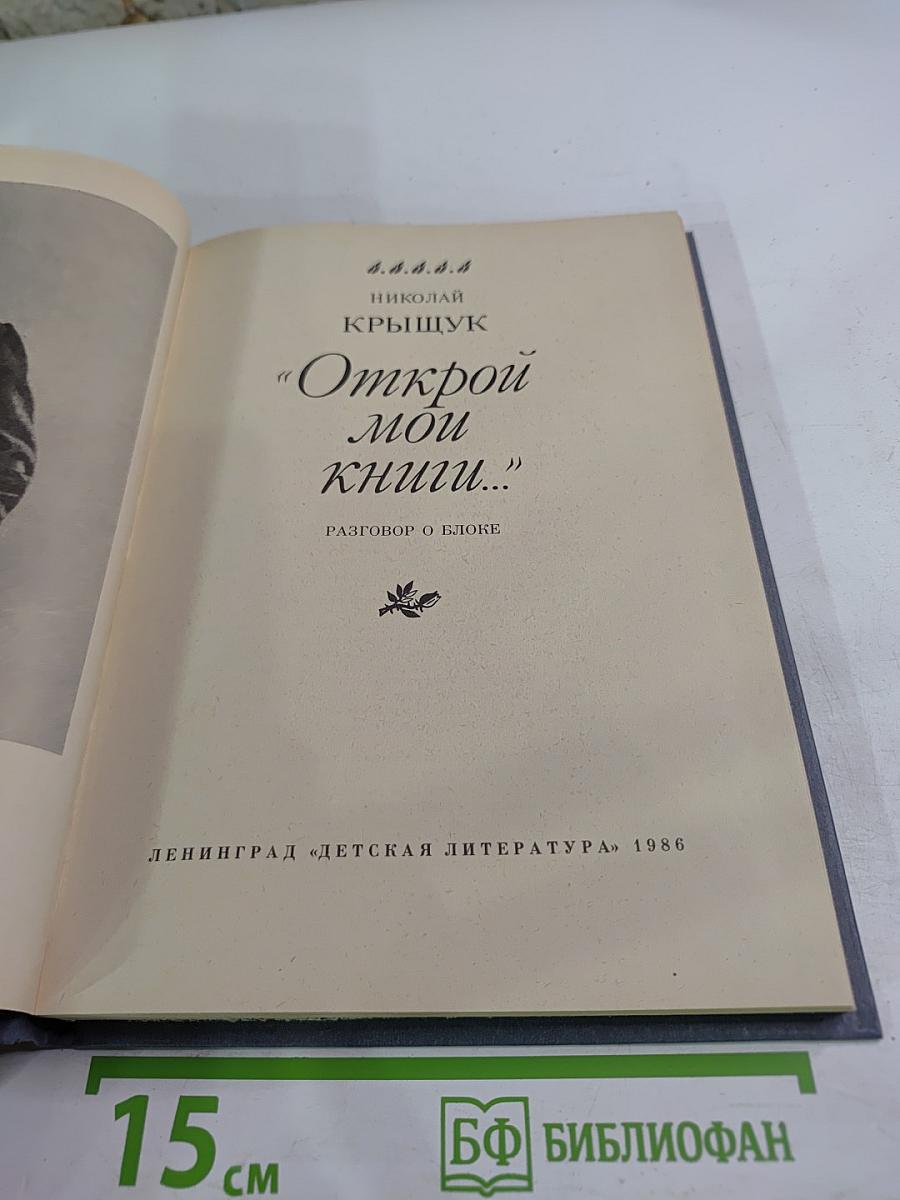 НИКОЛАЙ
КРЫЩУК
“Открой
мои
книги...”
РАЗГОВОР О БЛОКЕ
ЛЕНИНГРАД «ДЕТСКАЯ ЛИТЕРАТУРА» 1986
15 см
БФ БИБЛИОФАН